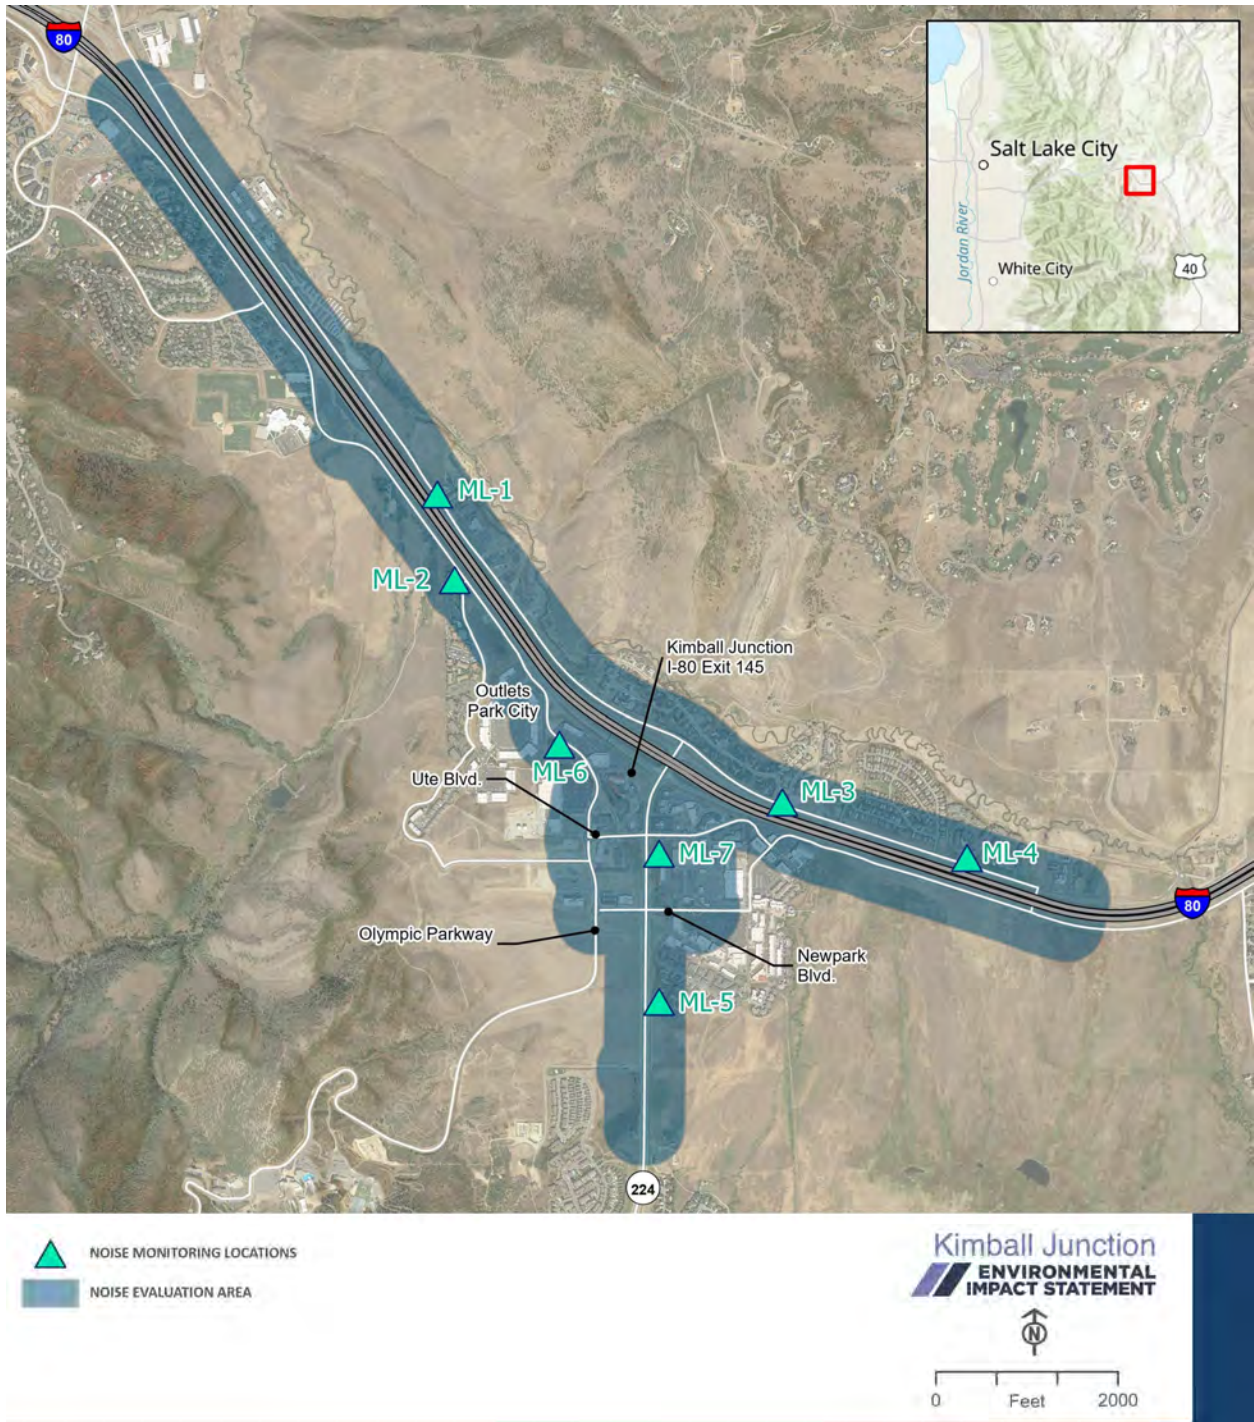 80
Salt Lake City
Jordan River
White City
40
ML-1
ML-2
Kimball Junction
I-80 Exit 145
Outlets
Park City
ML-6
Ute Blvd.
ML-3
ML-7
ML-4
80
Olympic Parkway
Newpark
Blvd.
ML-5
224
NOISE MONITORING LOCATIONS
NOISE EVALUATION AREA
Kimball Junction
ENVIRONMENTAL
IMPACT STATEMENT
N
0 Feet 2000